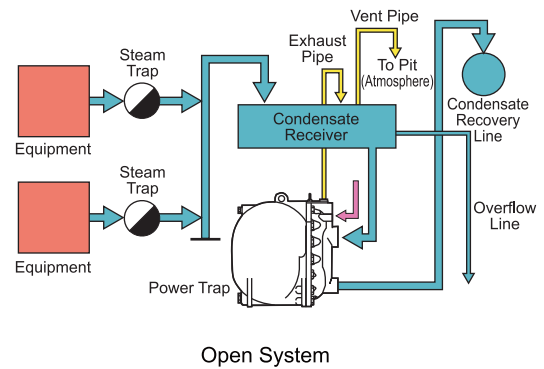 Vent Pipe
Exhaust
Pipe
To Pit
(Atmosphere)
Steam
Trap
Equipment
Condensate
Receiver
Condensate
Recovery
Line
Steam
Trap
Equipment
Overflow
Line
Power Trap
Open System